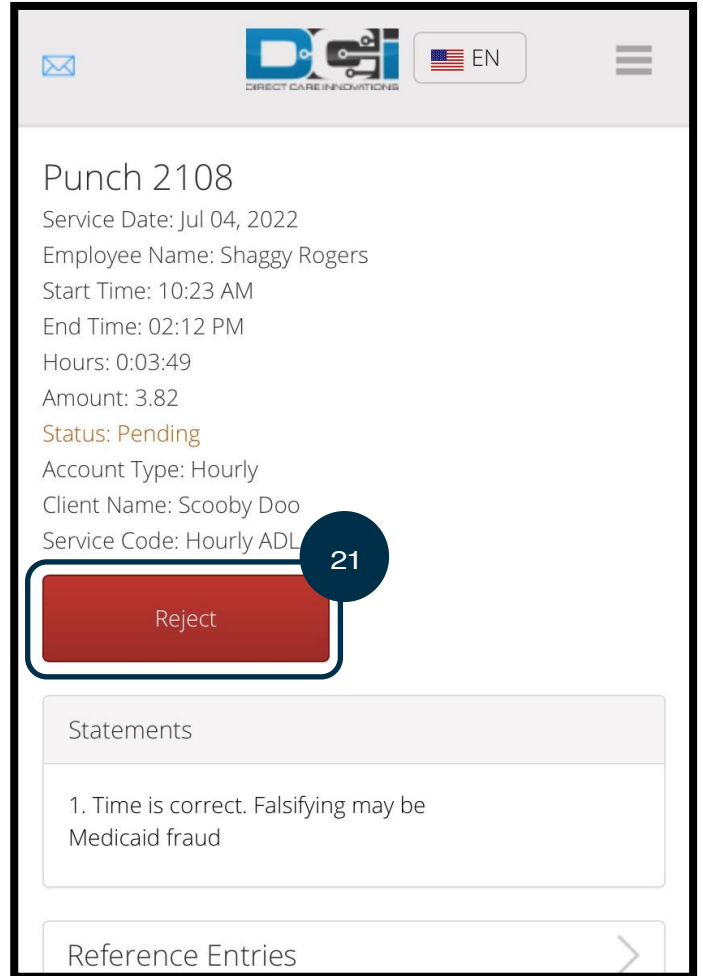 DCi
DIRECT CARE INNOVATIONS
EN
Punch 2108
Service Date: Jul 04, 2022
Employee Name: Shaggy Rogers
Start Time: 10:23 AM
End Time: 02:12 PM
Hours: 0:03:49
Amount: 3.82
Status: Pending
Account Type: Hourly
Client Name: Scooby Doo
Service Code: Hourly ADL
21
Reject
Statements
1. Time is correct. Falsifying may be
Medicaid fraud
Reference Entries